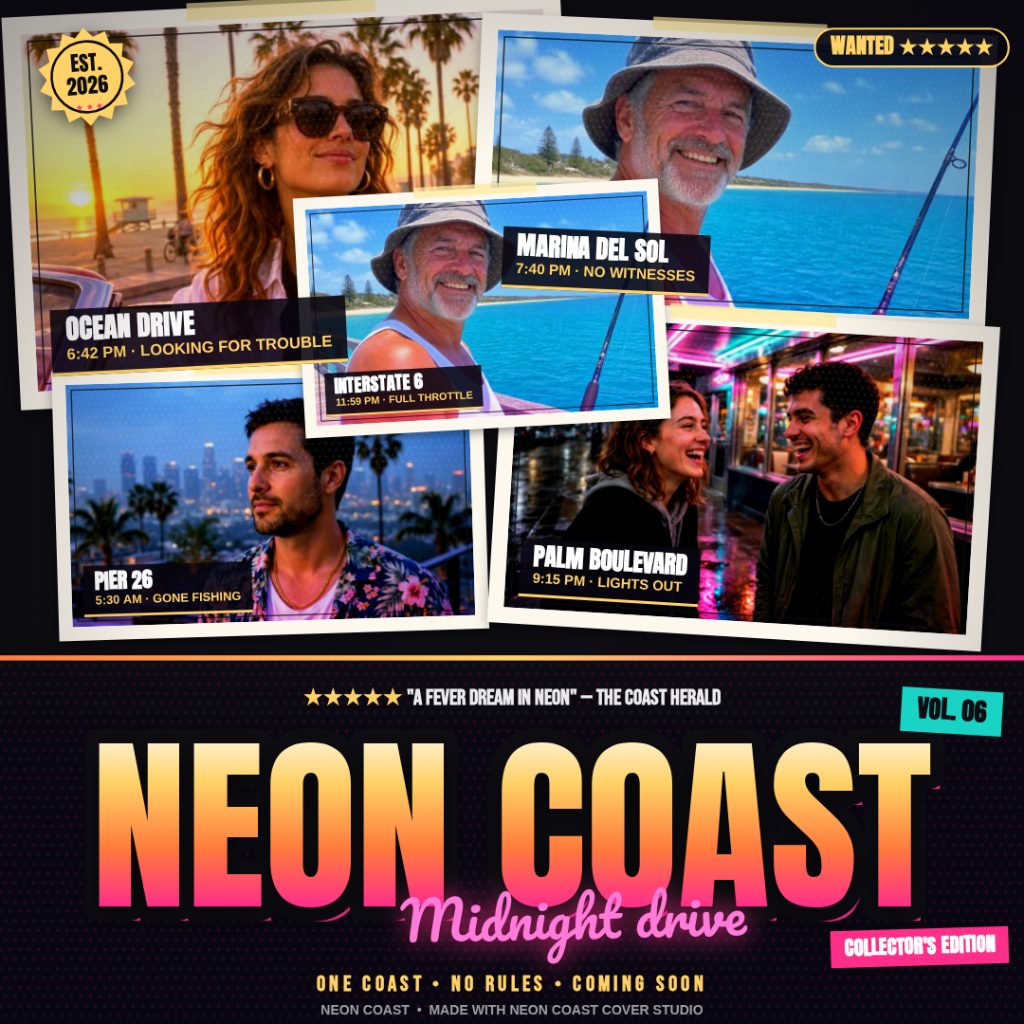 EST.
2026
WANTED ★★★★★
MARINA DEL SOL
7:40 PM · NO WITNESSES
OCEAN DRIVE
6:42 PM · LOOKING FOR TROUBLE
INTERSTATE 6
11:59 PM · FULL THROTTLE
PIER 26
5:30 AM · GONE FISHING
PALM BOULEVARD
9:15 PM · LIGHTS OUT
★★★★★ "A FEVER DREAM IN NEON" — THE COAST HERALD
VOL. 06
NEON COAST
Midnight drive
COLLECTOR'S EDITION
ONE COAST • NO RULES • COMING SOON
NEON COAST • MADE WITH NEON COAST COVER STUDIO